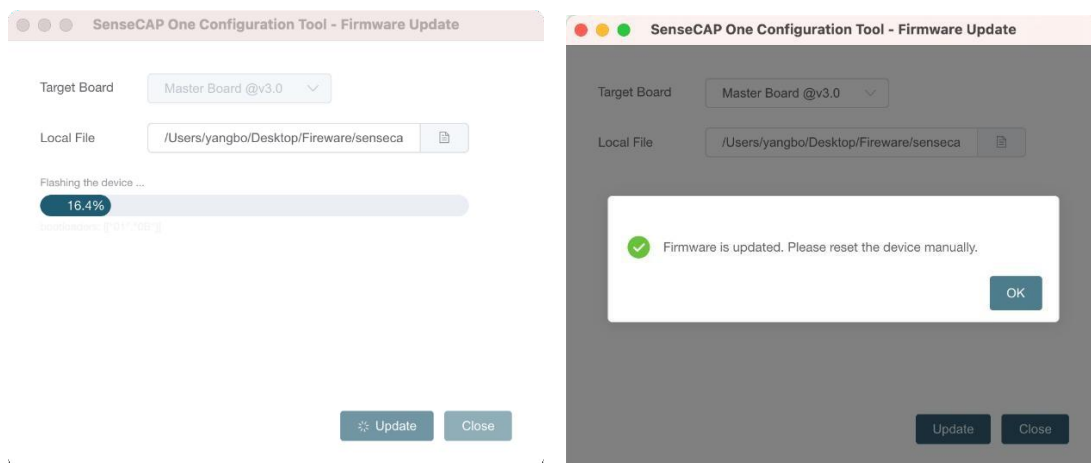 SenseCAP One Configuration Tool - Firmware Update
Target Board
Master Board @v3.0
Local File
/Users/yangbo/Desktop/Fireware/senseca
Flashing the device ...
16.4%
Update
Close
SenseCAP One Configuration Tool - Firmware Update
Target Board
Master Board @v3.0
Local File
/Users/yangbo/Desktop/Fireware/senseca
Firmware is updated. Please reset the device manually.
OK
Update
Close